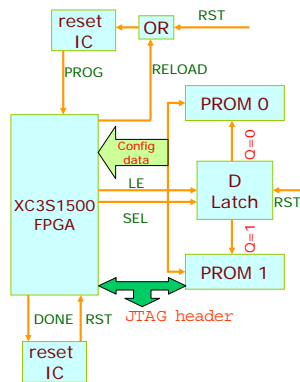 reset
IC
OR
RST
PROG
RELOAD
PROM 0
Config
data
Q=0
XC3S1500
FPGA
LE
SEL
D
Latch
RST
Q=1
PROM 1
JTAG header
DONE
RST
reset
IC